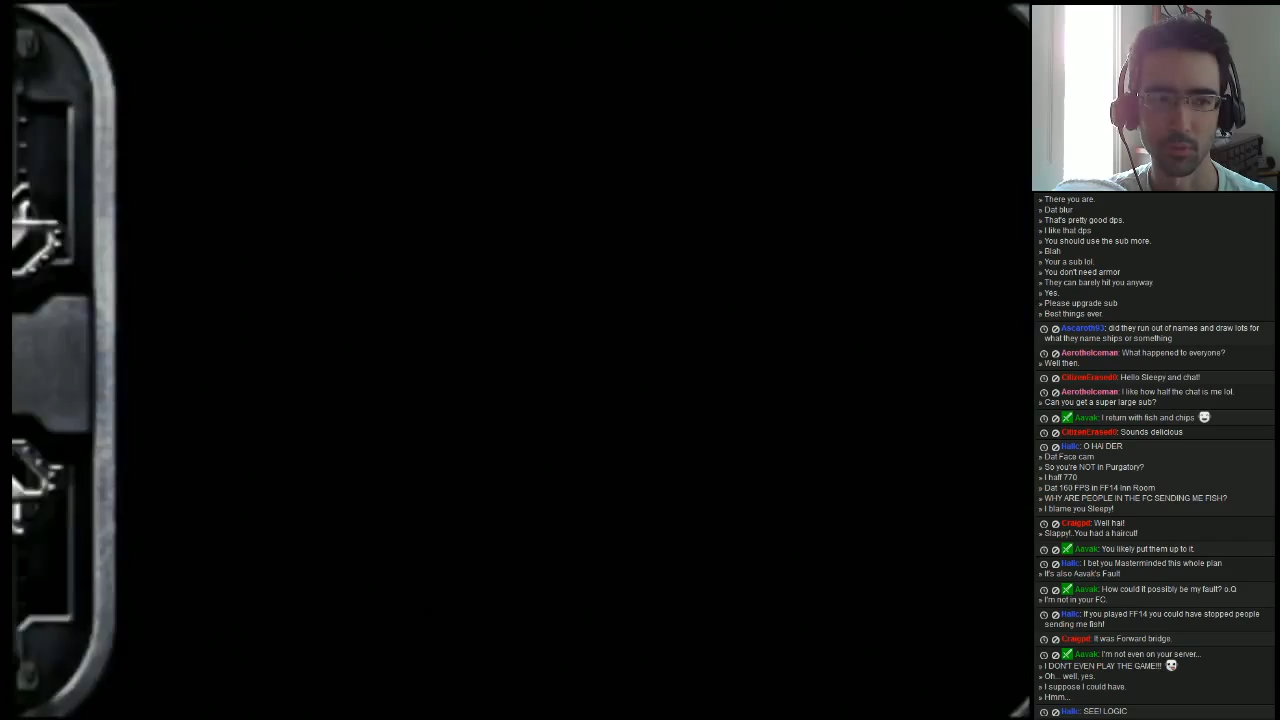 » There you are.
» Dat blur
» That's pretty good dps.
» I like that dps
» You should use the sub more.
» Blah
» Your a sub lol.
» You don't need armor
» They can barely hit you anyway
» Yes.
» Please upgrade sub
» Best things ever.
Ascaroth93: did they run out of names and draw lots for
what they name ships or something
AerotheIceman: What happened to everyone?
» Well then.
CitizenErased0: Hello Sleepy and chat!
AerotheIceman: I like how half the chat is me lol.
» Can you get a super large sub?
Aavak: I return with fish and chips
CitizenErased0: Sounds delicious
Halic: O HAI DER
» Dat Face cam
» So you're NOT in Purgatory?
» I haff 770
» Dat 160 FPS in FF14 Inn Room
» WHY ARE PEOPLE IN THE FC SENDING ME FISH?
» I blame you Sleepy!
Craigpd: Well hai!
» Slappy!..You had a haircut!
Aavak: You likely put them up to it.
Halic: I bet you Masterminded this whole plan
» It's also Aavak's Fault
Aavak: How could it possibly be my fault? o.Q
» I'm not in your FC.
Halic: If you played FF14 you could have stopped people
sending me fish!
Craigpd: It was Forward bridge.
Aavak: I'm not even on your server...
» I DON'T EVEN PLAY THE GAME!!!
» Oh... well, yes.
» I suppose I could have.
» Hmm...
Halic: SEE! LOGIC